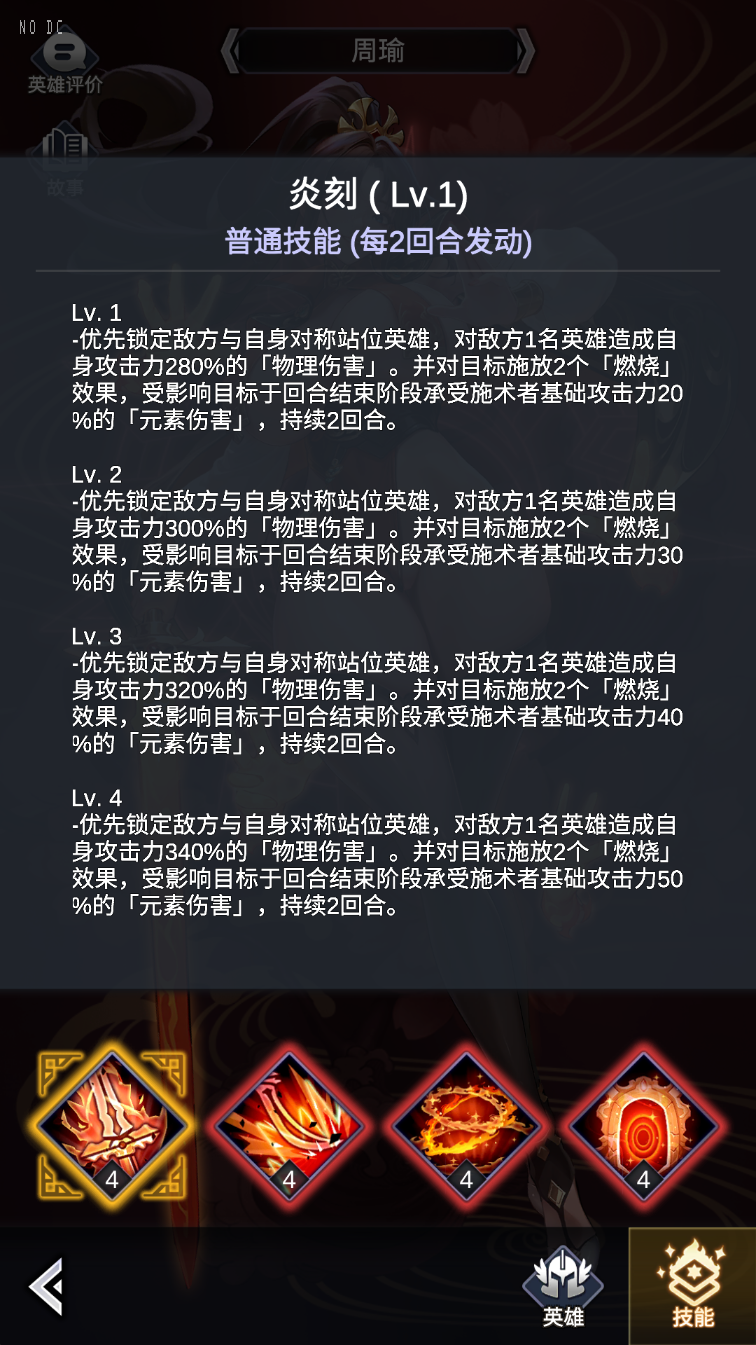 NO DC
周瑜
英雄评价
故事
炎刻 ( Lv.1)
普通技能 (每2回合发动)
Lv. 1
-优先锁定敌方与自身对称站位英雄，对敌方1名英雄造成自
身攻击力280%的「物理伤害」。并对目标施放2个「燃烧」
效果，受影响目标于回合结束阶段承受施术者基础攻击力20
%的「元素伤害」，持续2回合。
Lv. 2
-优先锁定敌方与自身对称站位英雄，对敌方1名英雄造成自
身攻击力300%的「物理伤害」。并对目标施放2个「燃烧」
效果，受影响目标于回合结束阶段承受施术者基础攻击力30
%的「元素伤害」，持续2回合。
Lv. 3
-优先锁定敌方与自身对称站位英雄，对敌方1名英雄造成自
身攻击力320%的「物理伤害」。并对目标施放2个「燃烧」
效果，受影响目标于回合结束阶段承受施术者基础攻击力40
%的「元素伤害」，持续2回合。
Lv. 4
-优先锁定敌方与自身对称站位英雄，对敌方1名英雄造成自
身攻击力340%的「物理伤害」。并对目标施放2个「燃烧」
效果，受影响目标于回合结束阶段承受施术者基础攻击力50
%的「元素伤害」，持续2回合。
4
4
4
4
英雄
技能